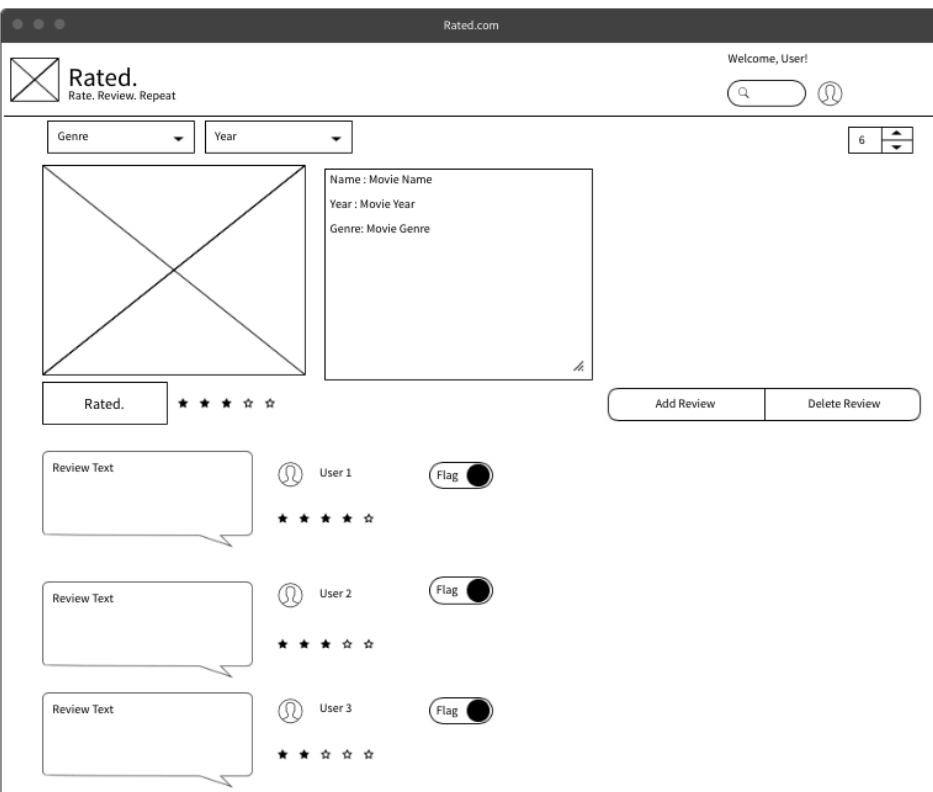 Rated.com
Welcome, User!
Rated.
Rate. Review. Repeat
Genre
Year
6
Name : Movie Name
Year : Movie Year
Genre: Movie Genre
Rated.
Add Review
Delete Review
Review Text
User 1
Flag
Review Text
User 2
Flag
Review Text
User 3
Flag